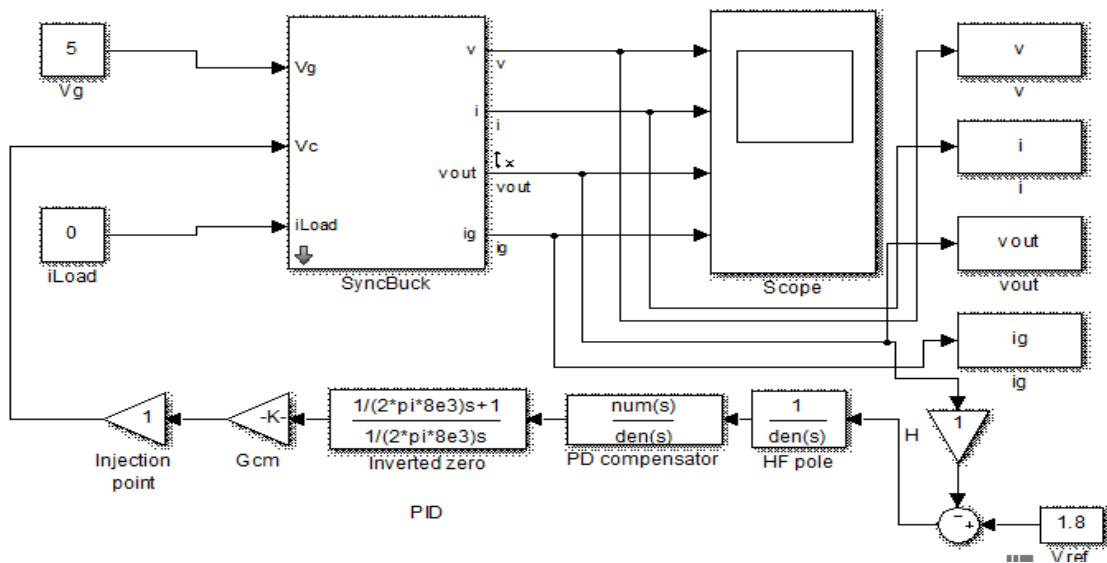 5
Vg
0
iLoad
Vg
Vc
iLoad
v
i
vout
ig
SyncBuck
v
i
vout
ig
Scope
v
v
i
i
vout
vout
ig
ig
1
Injection
point
-K-
Gcm
1/(2*pi*8e3)s+1
1/(2*pi*8e3)s
Inverted zero
num(s)
den(s)
PD compensator
1
den(s)
HF pole
H
1
PID
−
+
1.8
Vref